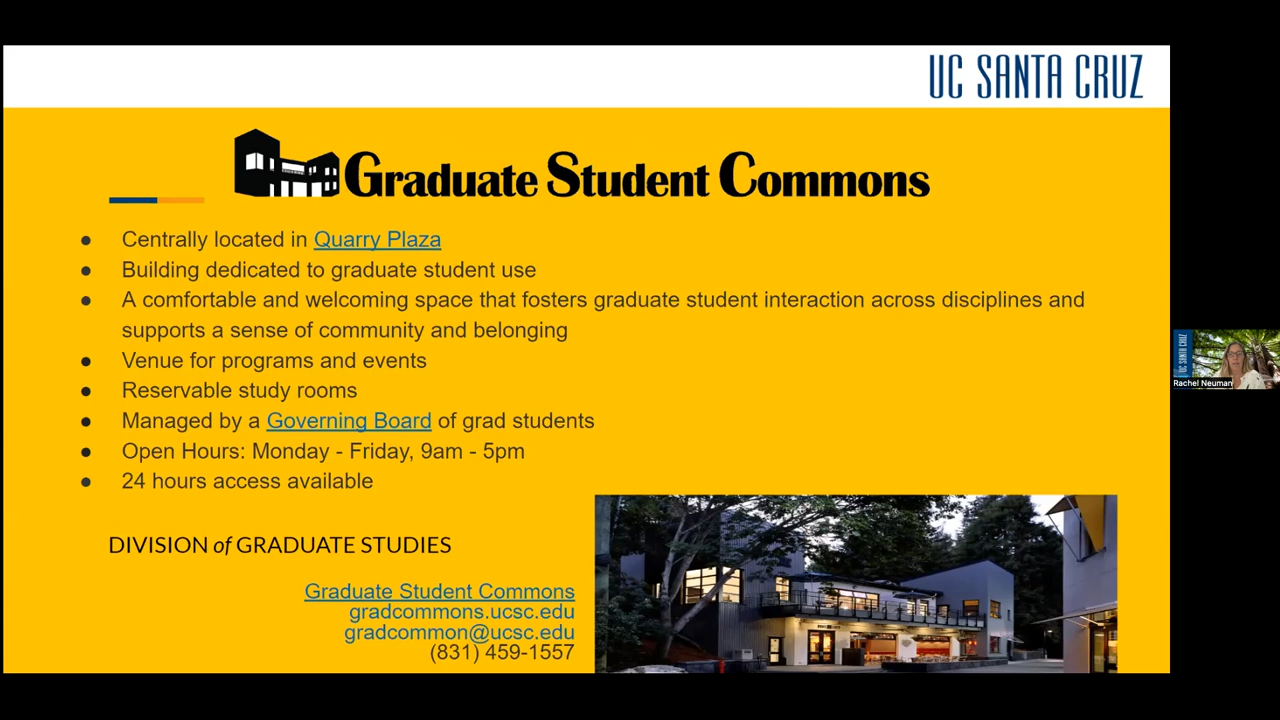 UC SANTA CRUZ
Graduate Student Commons
● Centrally located in Quarry Plaza
● Building dedicated to graduate student use
● A comfortable and welcoming space that fosters graduate student interaction across disciplines and
supports a sense of community and belonging
● Venue for programs and events
● Reservable study rooms
● Managed by a Governing Board of grad students
● Open Hours: Monday - Friday, 9am - 5pm
● 24 hours access available
DIVISION of GRADUATE STUDIES
Graduate Student Commons
gradcommons.ucsc.edu
gradcommon@ucsc.edu
(831) 459-1557
UC SANTA CRUZ
Rachel Neuman